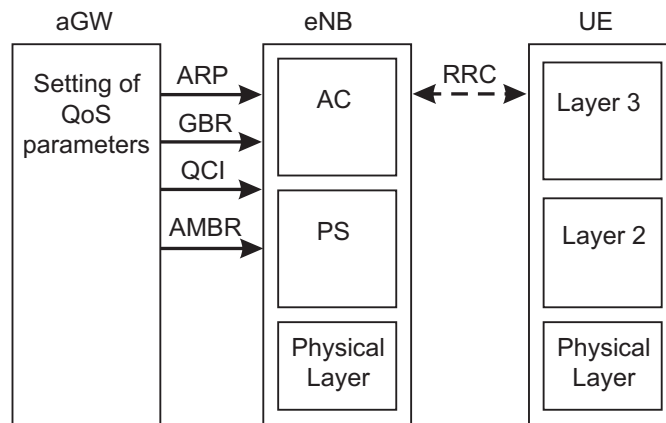 aGW
eNB
UE
Setting of
QoS
parameters
ARP
GBR
QCI
AMBR
AC
PS
Physical
Layer
RRC
Layer 3
Layer 2
Physical
Layer